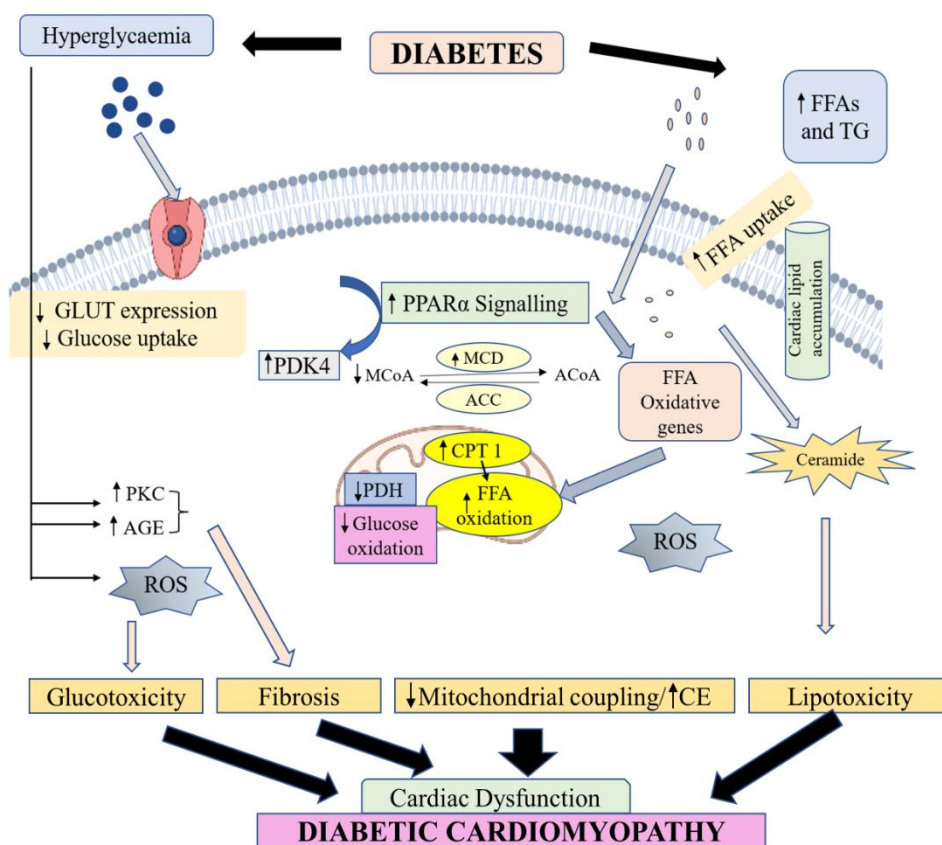 Hyperglycaemia
DIABETES
↑ FFAs
and TG
↑ FFA uptake
Cardiac lipid
accumulation
↓ GLUT expression
↓ Glucose uptake
↑ PPARα Signalling
↑PDK4
↓ MCoA
↑ MCD
ACoA
ACC
FFA
Oxidative
genes
Ceramide
↑ CPT 1
↓PDH
↑ FFA
oxidation
↓ Glucose
oxidation
↑ PKC
↑ AGE
ROS
ROS
Glucotoxicity
Fibrosis
↓Mitochondrial coupling/↑CE
Lipotoxicity
Cardiac Dysfunction
DIABETIC CARDIOMYOPATHY